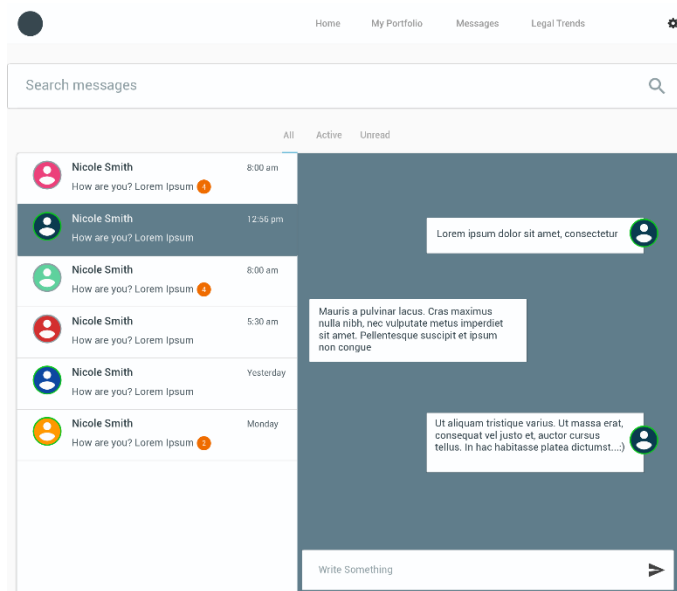 Home My Portfolio Messages Legal Trends
Search messages
All Active Unread
Nicole Smith 8:00 am
How are you? Lorem Ipsum 4
Nicole Smith 12:56 pm
How are you? Lorem Ipsum
Nicole Smith 8:00 am
How are you? Lorem Ipsum 4
Nicole Smith 5:30 am
How are you? Lorem Ipsum
Nicole Smith Yesterday
How are you? Lorem Ipsum
Nicole Smith Monday
How are you? Lorem Ipsum 2
Lorem ipsum dolor sit amet, consectetur
Mauris a pulvinar lacus. Cras maximus
nulla nibh, nec vulputate metus imperdiet
sit amet. Pellentesque suscipit et ipsum
non congue
Ut aliquam tristique varius. Ut massa erat,
consequat vel justo et, auctor cursus
tellus. In hac habitasse platea dictumst...:)
Write Something